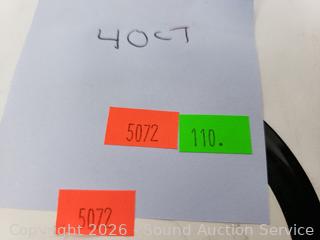 40CT
5072 110.
5072
Copyright 2026 - Sound Auction Service